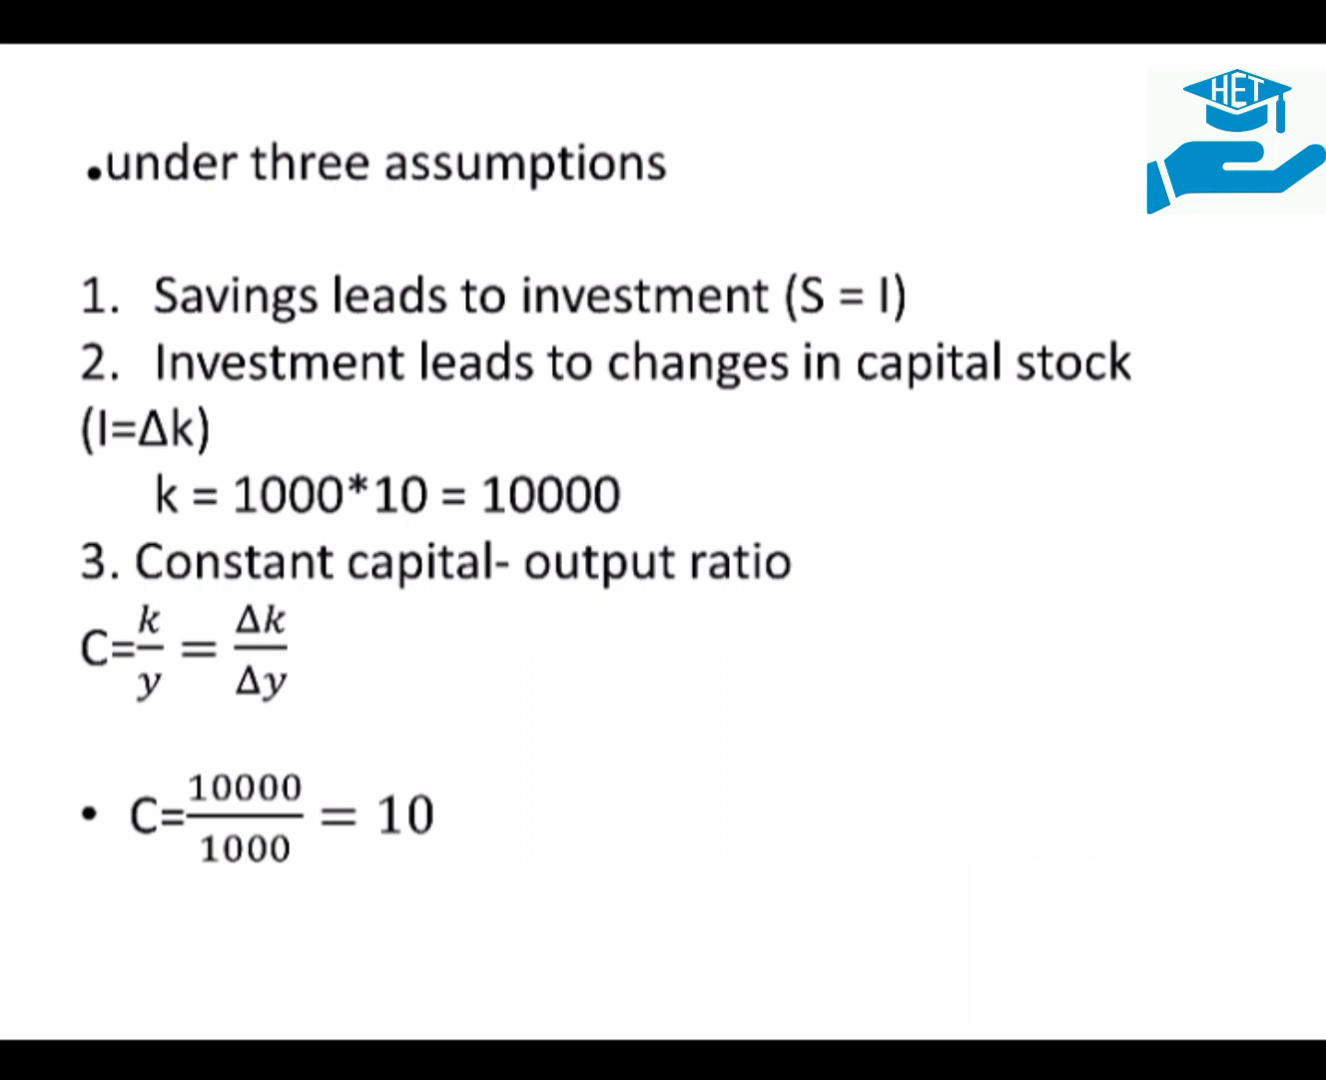 HET
.under three assumptions
1. Savings leads to investment (S = I)
2. Investment leads to changes in capital stock
(I=Δk)
k = 1000*10 = 10000
3. Constant capital- output ratio
C=k/y = Δk/Δy
• C=10000/1000 = 10